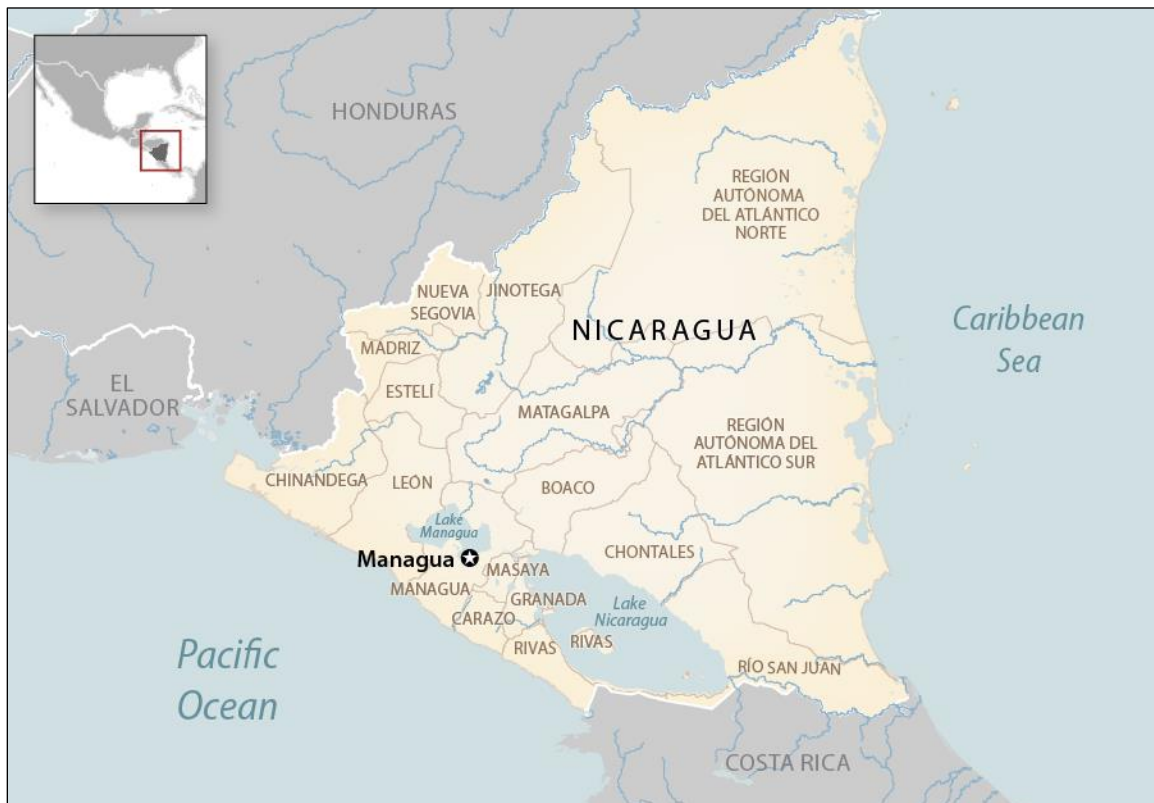 HONDURAS
REGIÓN
AUTÓNOMA
DEL ATLÁNTICO
NORTE
NUEVA
SEGOVIA
JINOTEGA
NICARAGUA
Caribbean
Sea
MADRIZ
EL
SALVADOR
ESTELÍ
MATAGALPA
REGIÓN
AUTÓNOMA DEL
ATLÁNTICO SUR
CHINANDEGA
LEÓN
BOACO
Lake
Managua
CHONTALES
Managua
MASAYA
MANAGUA
GRANADA
Lake
Nicaragua
CARAZO
RIVAS
RIVAS
Pacific
Ocean
RÍO SAN JUAN
COSTA RICA